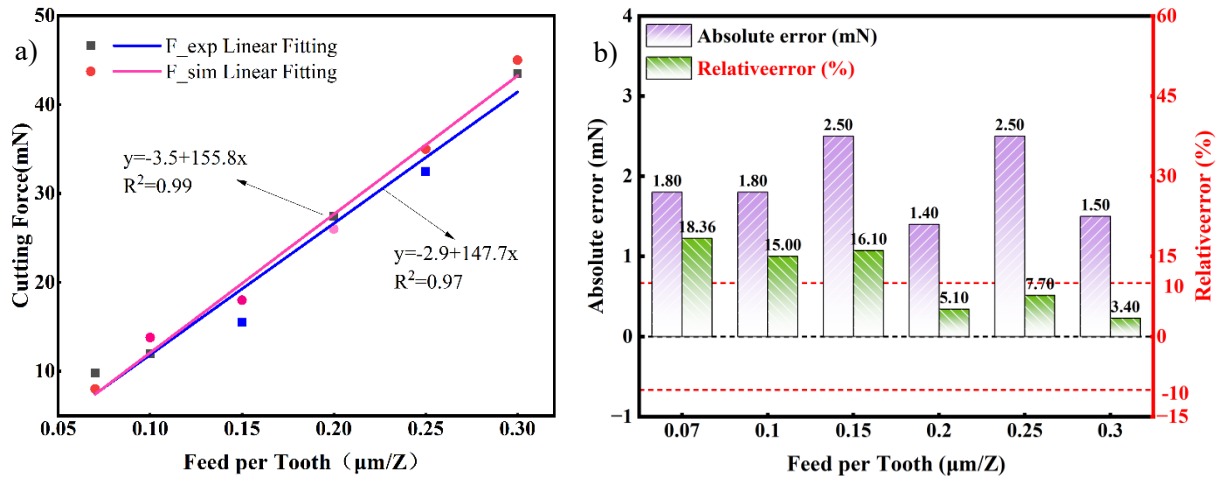 a)
F_exp Linear Fitting
F_sim Linear Fitting
y=-3.5+155.8x
R²=0.99
y=-2.9+147.7x
R²=0.97
50
40
30
20
10
Cutting Force(mN)
0.05 0.10 0.15 0.20 0.25 0.30
Feed per Tooth（μm/Z）
b)
Absolute error (mN)
Relativeerror (%)
4
3
2
1
0
−1
Absolute error (mN)
1.80 1.80 2.50 1.40 2.50 1.50
18.36 15.00 16.10 5.10 7.70 3.40
60
45
30
15
10
0
-10
−15
Relativeerror (%)
0.07 0.1 0.15 0.2 0.25 0.3
Feed per Tooth (μm/Z)